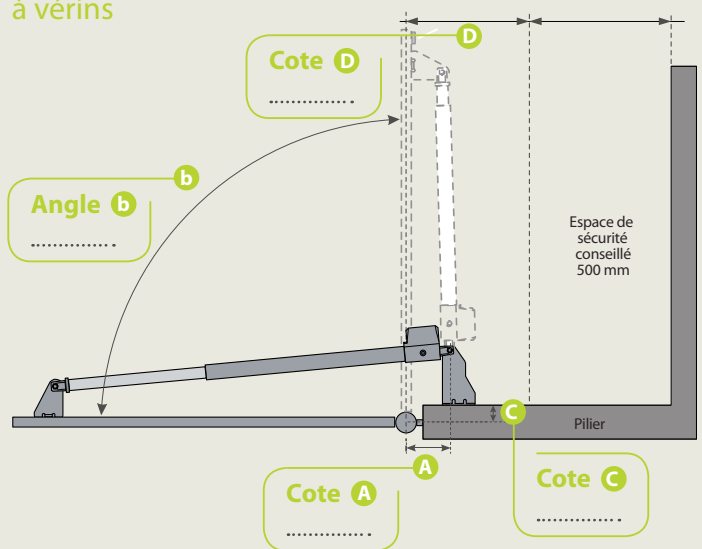 à vérins
D
Cote D
...............
b
Angle b
...............
Espace de
sécurité
conseillé
500 mm
C
Pilier
A
Cote A
...............
Cote C
...............